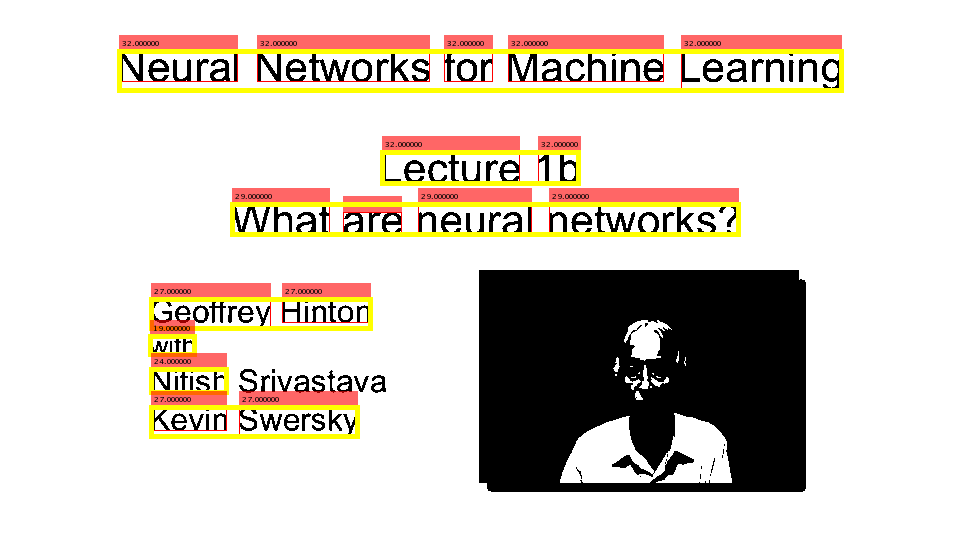 32.000000 32.000000 32.000000 32.000000 32.000000
Neural Networks for Machine Learning
32.000000 32.000000
Lecture 1b
29.000000 29.000000 29.000000
What are neural networks?
27.000000 27.000000
Geoffrey Hinton
19.000000
with
24.000000
Nitish Srivastava
27.000000 27.000000
Kevin Swersky